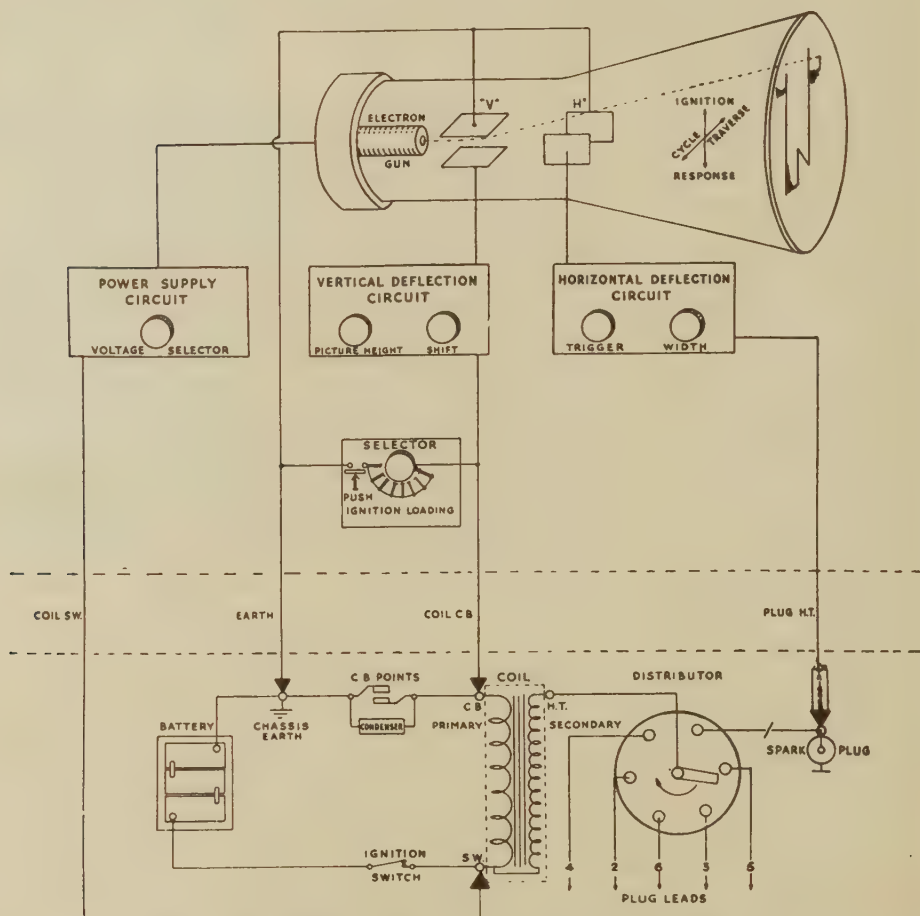 "V"
H"
ELECTRON
GUN
IGNITION
CYCLE TRAVERSE
RESPONSE
POWER SUPPLY
CIRCUIT
VOLTAGE SELECTOR
VERTICAL DEFLECTION
CIRCUIT
PICTURE HEIGHT SHIFT
HORIZONTAL DEFLECTION
CIRCUIT
TRIGGER WIDTH
SELECTOR
PUSH
IGNITION LOADING
COIL SW. EARTH COIL C.B. PLUG H.T.
C B POINTS COIL DISTRIBUTOR
C B H.T.
BATTERY CHASSIS
EARTH
CONDENSER PRIMARY SECONDARY SPARK PLUG
IGNITION
SWITCH
SW.
4 2 6 3 5
PLUG LEADS